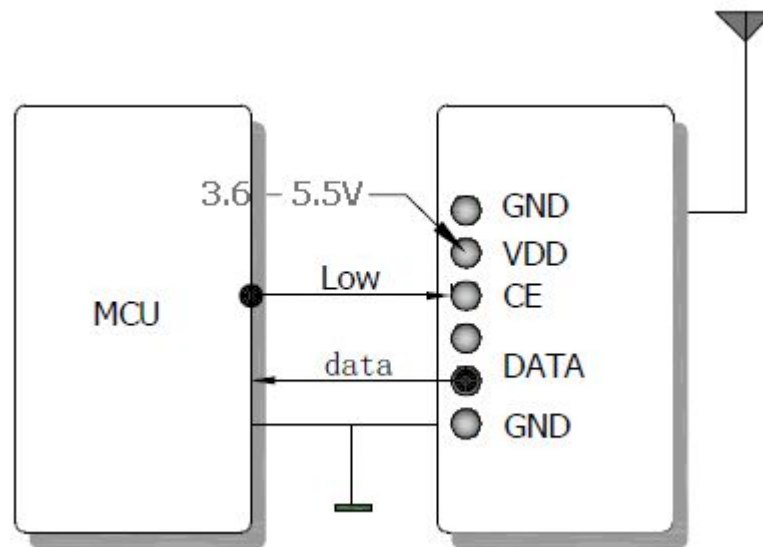 3.6 - 5.5V
GND
VDD
Low
CE
MCU
data
DATA
GND